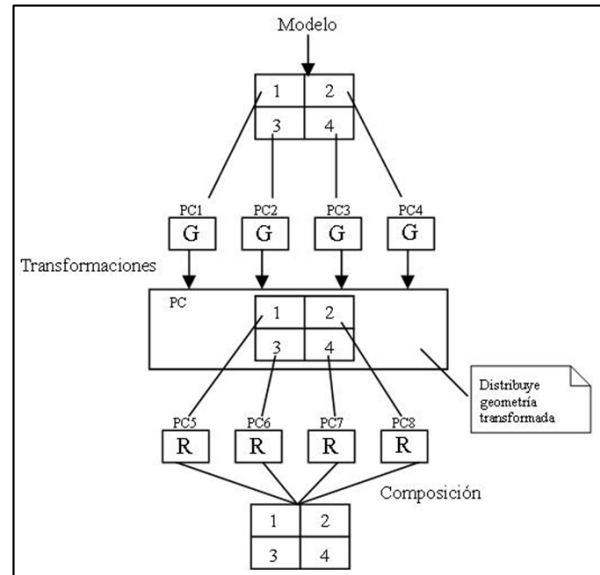 Modelo
1 2
3 4
PC1 PC2 PC3 PC4
G G G G
Transformaciones
PC
1 2
3 4
Distribuye
geometría
transformada
PC5 PC6 PC7 PC8
R R R R
Composición
1 2
3 4